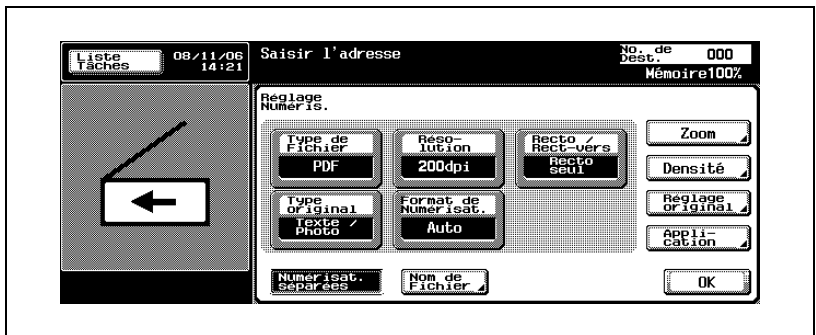 Liste
Tâches
08/11/06
14:21
Saisir l'adresse
No. de
Dest.
000
Mémoire100%
Réglage
Numéris.
Type de
Fichier
PDF
Réso-
lution
200dpi
Recto /
Rect-vers
Recto
seul
Type
original
Texte /
Photo
Format de
Numérisat.
Auto
Zoom
Densité
Réglage
original
Appli-
cation
Numérisat.
séparées
Nom de
Fichier
OK